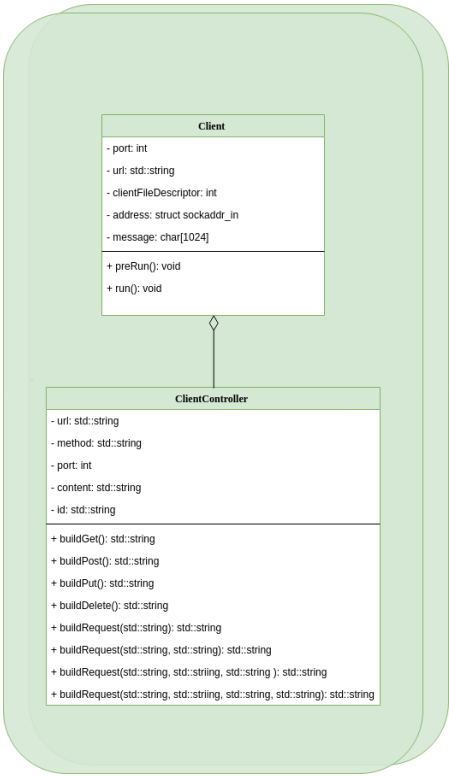 Client
- port: int
- url: std::string
- clientFileDescriptor: int
- address: struct sockaddr_in
- message: char[1024]
+ preRun(): void
+ run(): void
ClientController
- url: std::string
- method: std::string
- port: int
- content: std::string
- id: std::string
+ buildGet(): std::string
+ buildPost(): std::string
+ buildPut(): std::string
+ buildDelete(): std::string
+ buildRequest(std::string): std::string
+ buildRequest(std::string, std::string): std::string
+ buildRequest(std::string, std::striing, std::string ): std::string
+ buildRequest(std::string, std::striing, std::string, std::string): std::string